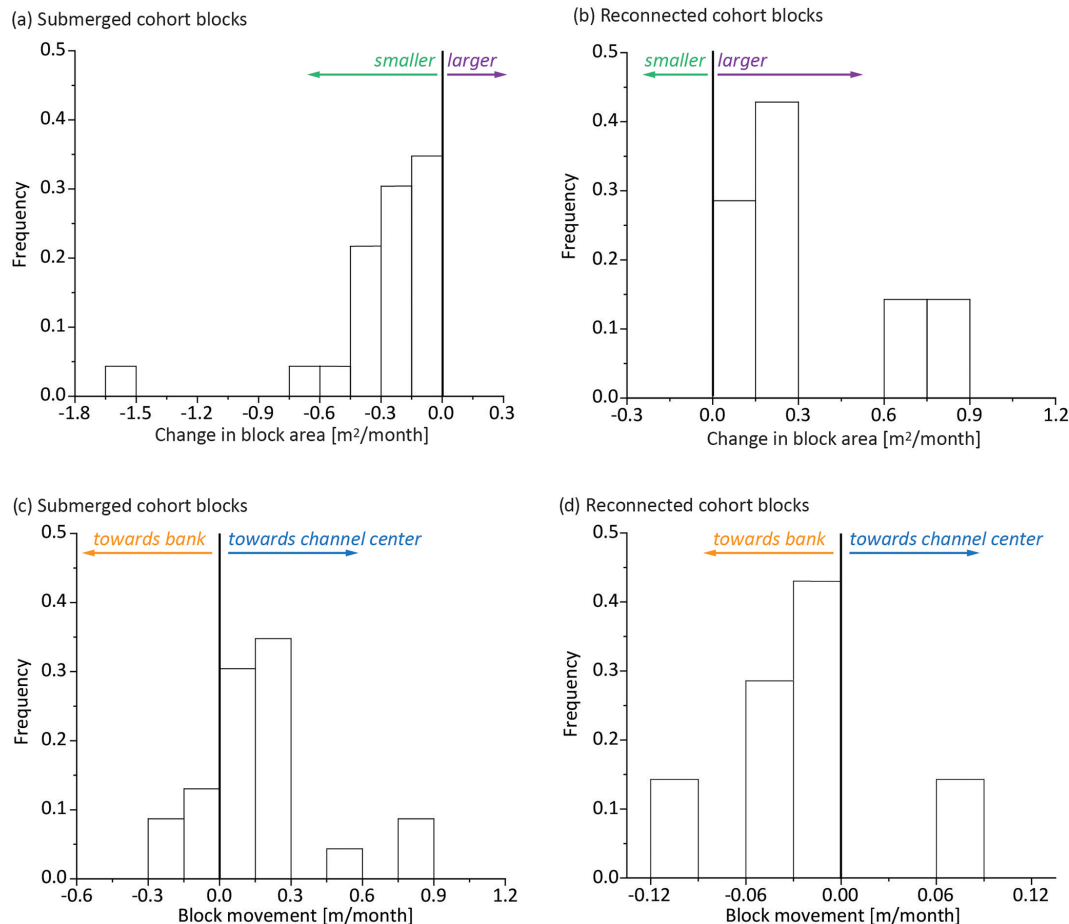 (a) Submerged cohort blocks
smaller larger
0.5
0.4
0.3
0.2
0.1
0.0
Frequency
-1.8 -1.5 -1.2 -0.9 -0.6 -0.3 0.0 0.3
Change in block area [m²/month]
(b) Reconnected cohort blocks
smaller larger
0.5
0.4
0.3
0.2
0.1
0.0
Frequency
-0.3 0.0 0.3 0.6 0.9 1.2
Change in block area [m²/month]
(c) Submerged cohort blocks
towards bank towards channel center
0.5
0.4
0.3
0.2
0.1
0.0
Frequency
-0.6 -0.3 0.0 0.3 0.6 0.9 1.2
Block movement [m/month]
(d) Reconnected cohort blocks
towards bank towards channel center
0.5
0.4
0.3
0.2
0.1
0.0
Frequency
-0.12 -0.06 0.00 0.06 0.12
Block movement [m/month]